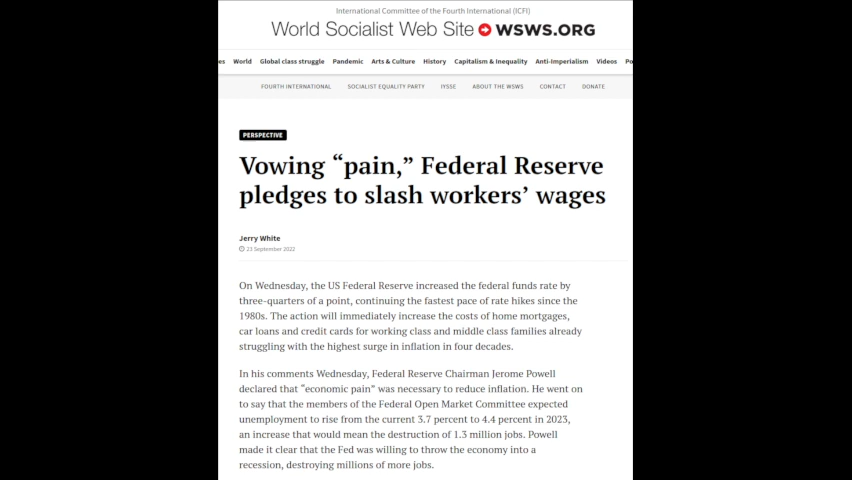 International Committee of the Fourth International (ICFI)
World Socialist Web Site WSWS.ORG
es World Global class struggle Pandemic Arts & Culture History Capitalism & Inequality Anti-Imperialism Videos Po
FOURTH INTERNATIONAL SOCIALIST EQUALITY PARTY IYSSE ABOUT THE WSWS CONTACT DONATE
PERSPECTIVE
Vowing “pain,” Federal Reserve
pledges to slash workers’ wages
Jerry White
23 September 2022
On Wednesday, the US Federal Reserve increased the federal funds rate by
three-quarters of a point, continuing the fastest pace of rate hikes since the
1980s. The action will immediately increase the costs of home mortgages,
car loans and credit cards for working class and middle class families already
struggling with the highest surge in inflation in four decades.
In his comments Wednesday, Federal Reserve Chairman Jerome Powell
declared that “economic pain” was necessary to reduce inflation. He went on
to say that the members of the Federal Open Market Committee expected
unemployment to rise from the current 3.7 percent to 4.4 percent in 2023,
an increase that would mean the destruction of 1.3 million jobs. Powell
made it clear that the Fed was willing to throw the economy into a
recession, destroying millions of more jobs.